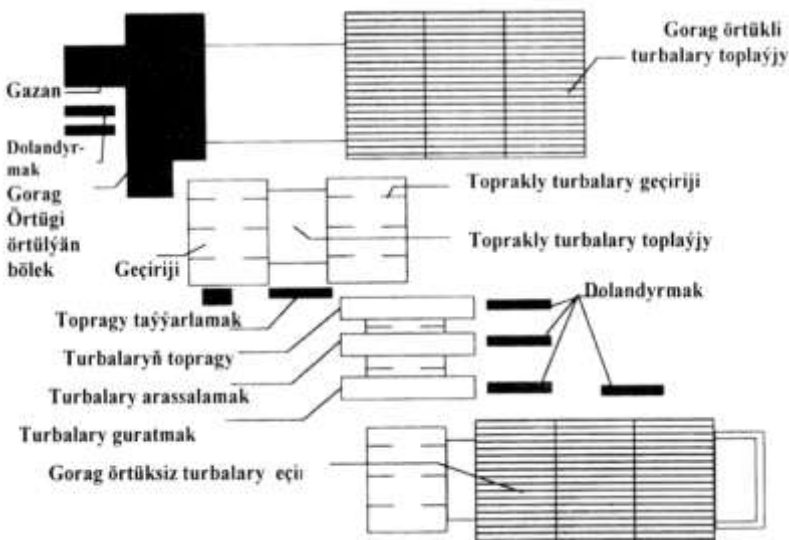 Gorag örtükli
turbalary toplaýjy
Gazan
Dolandyr-
mak
Gorag
Örtügi
örtülýän
bölek
Toprakly turbalary geçiriji
Toprakly turbalary toplaýjy
Geçiriji
Dolandyrmak
Topragy taýýarlamak
Turbalaryň topragy
Turbalary arassalamak
Turbalary guratmak
Gorag örtüksiz turbalary